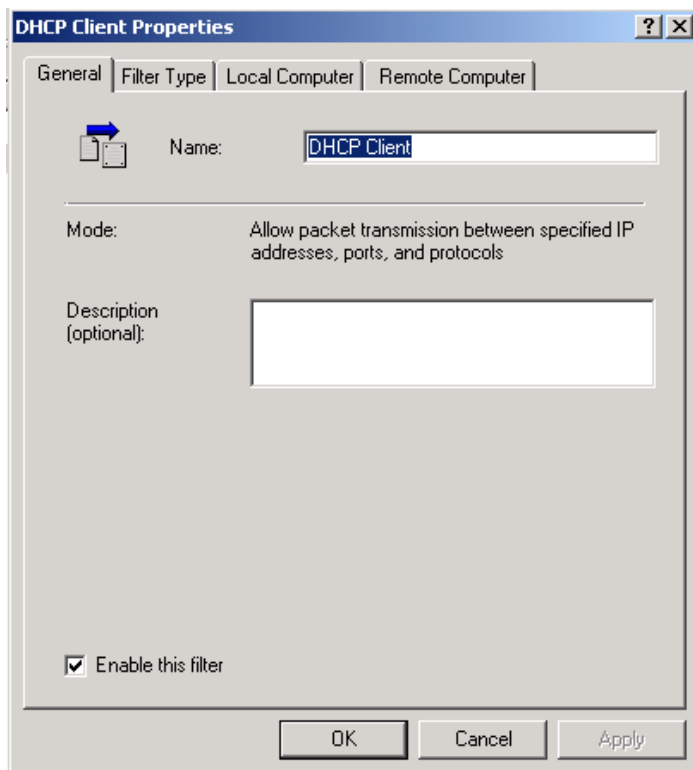 DHCP Client Properties
General Filter Type Local Computer Remote Computer
Name: DHCP Client
Mode: Allow packet transmission between specified IP
addresses, ports, and protocols
Description
(optional):
Enable this filter
OK Cancel Apply